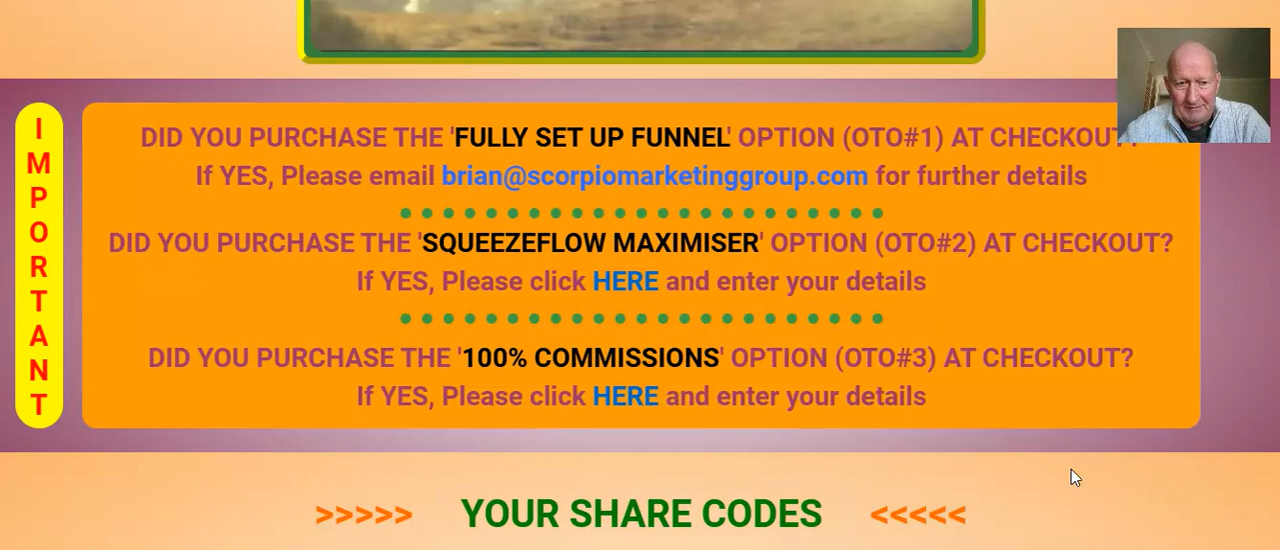 I
M
P
O
R
T
A
N
T
DID YOU PURCHASE THE 'FULLY SET UP FUNNEL' OPTION (OTO#1) AT CHECKOUT?
If YES, Please email brian@scorpiomarketinggroup.com for further details
DID YOU PURCHASE THE 'SQUEEZEFLOW MAXIMISER' OPTION (OTO#2) AT CHECKOUT?
If YES, Please click HERE and enter your details
DID YOU PURCHASE THE '100% COMMISSIONS' OPTION (OTO#3) AT CHECKOUT?
If YES, Please click HERE and enter your details
>>>>> YOUR SHARE CODES <<<<<